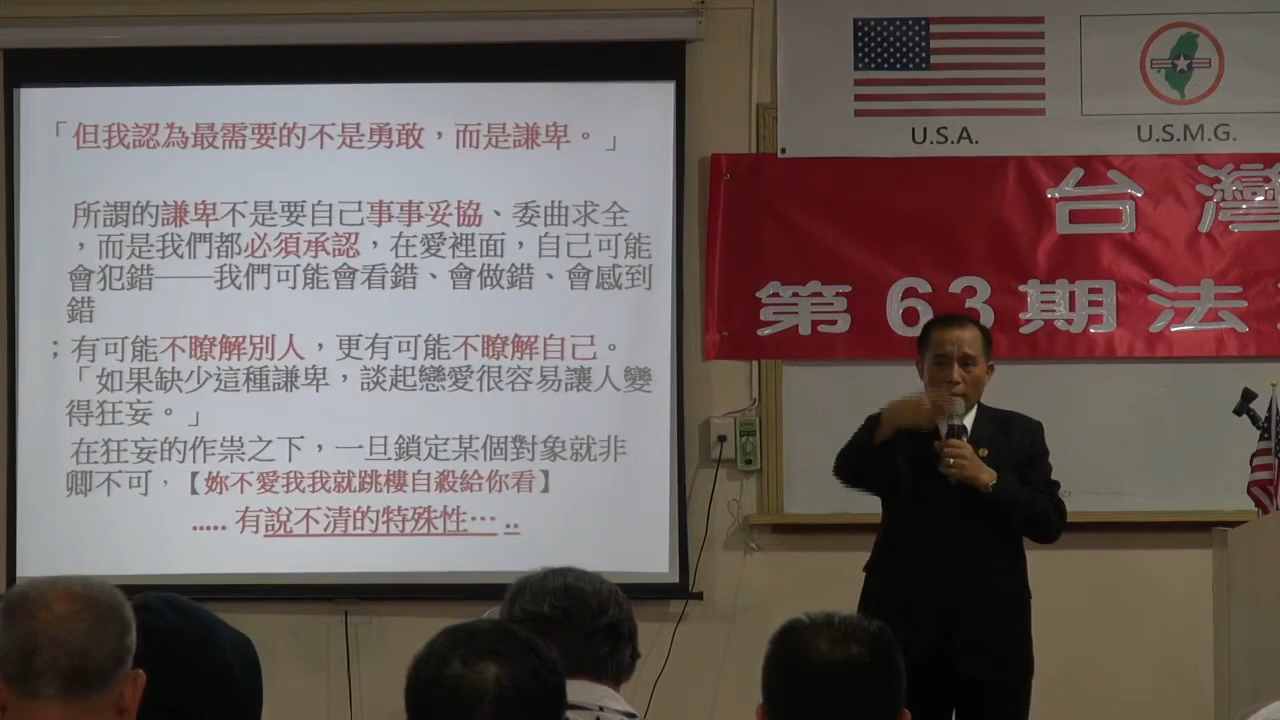 「但我認為最需要的不是勇敢，而是謙卑。」
所謂的謙卑不是要自己事事妥協、委曲求全
，而是我們都必須承認，在愛裡面，自己可能
會犯錯——我們可能會看錯、會做錯、會感到
錯
；有可能不瞭解別人，更有可能不瞭解自己。
「如果缺少這種謙卑，談起戀愛很容易讓人變
得狂妄。」
在狂妄的作祟之下，一旦鎖定某個對象就非
卿不可，【妳不愛我我就跳樓自殺給你看】
..... 有說不清的特殊性… ..
U.S.A.
U.S.M.G.
台灣
第63期法